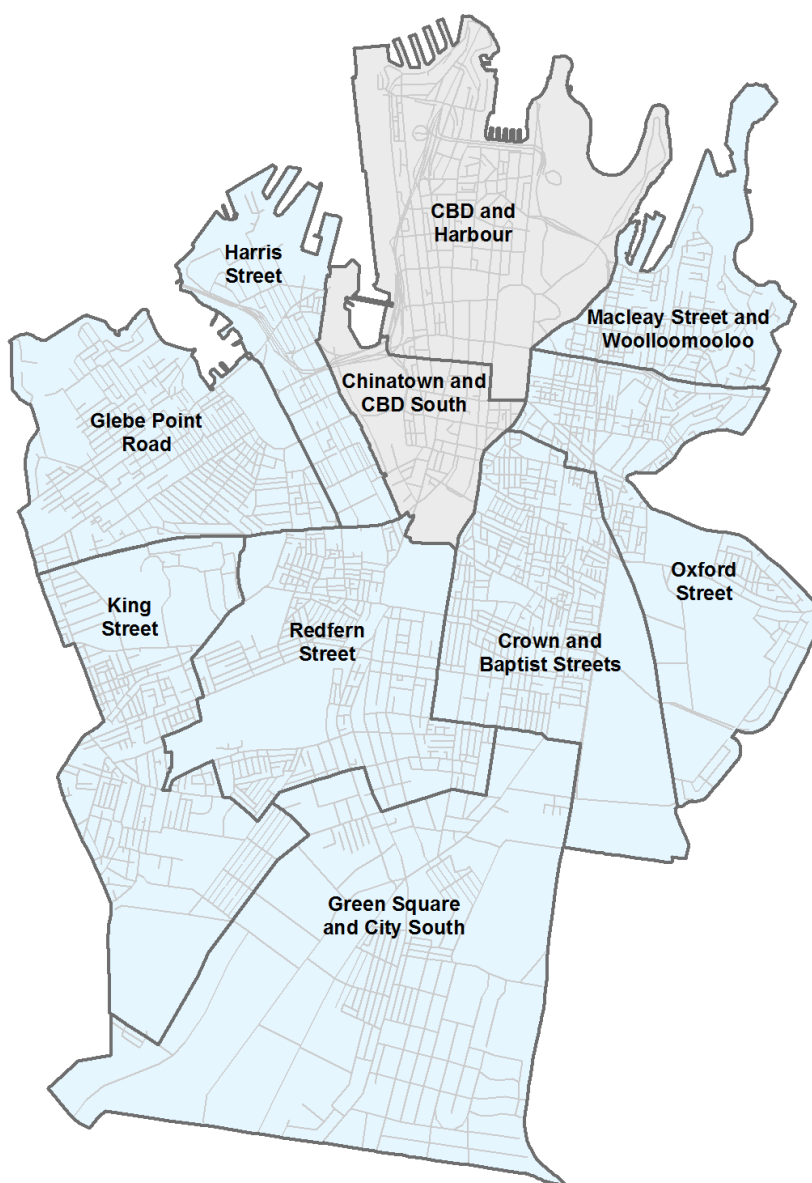 CBD and
Harbour
Harris
Street
Macleay Street and
Woolloomooloo
Chinatown and
CBD South
Glebe Point
Road
Oxford
Street
King
Street
Redfern
Street
Crown and
Baptist Streets
Green Square
and City South